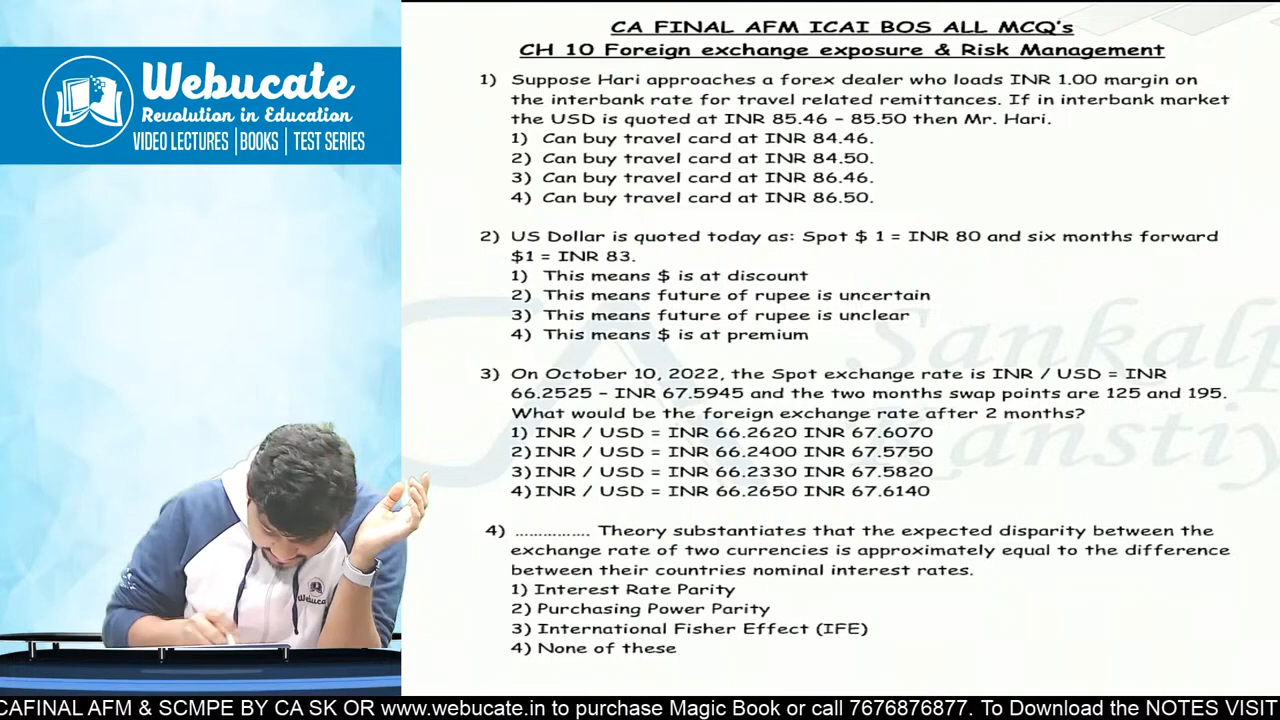 Webucate
Revolution in Education
VIDEO LECTURES | BOOKS | TEST SERIES
CA FINAL AFM ICAI BOS ALL MCQ's
CH 10 Foreign exchange exposure & Risk Management
1) Suppose Hari approaches a forex dealer who loads INR 1.00 margin on
the interbank rate for travel related remittances. If in interbank market
the USD is quoted at INR 85.46 – 85.50 then Mr. Hari.
1) Can buy travel card at INR 84.46.
2) Can buy travel card at INR 84.50.
3) Can buy travel card at INR 86.46.
4) Can buy travel card at INR 86.50.
2) US Dollar is quoted today as: Spot $ 1 = INR 80 and six months forward
$1 = INR 83.
1) This means $ is at discount
2) This means future of rupee is uncertain
3) This means future of rupee is unclear
4) This means $ is at premium
3) On October 10, 2022, the Spot exchange rate is INR / USD = INR
66.2525 – INR 67.5945 and the two months swap points are 125 and 195.
What would be the foreign exchange rate after 2 months?
1) INR / USD = INR 66.2620 INR 67.6070
2) INR / USD = INR 66.2400 INR 67.5750
3) INR / USD = INR 66.2330 INR 67.5820
4) INR / USD = INR 66.2650 INR 67.6140
4) ................ Theory substantiates that the expected disparity between the
exchange rate of two currencies is approximately equal to the difference
between their countries nominal interest rates.
1) Interest Rate Parity
2) Purchasing Power Parity
3) International Fisher Effect (IFE)
4) None of these
Sankalp
Kanstiy
Webucate
CAFINAL AFM & SCMPE BY CA SK OR www.webucate.in to purchase Magic Book or call 7676876877. To Download the NOTES VISIT